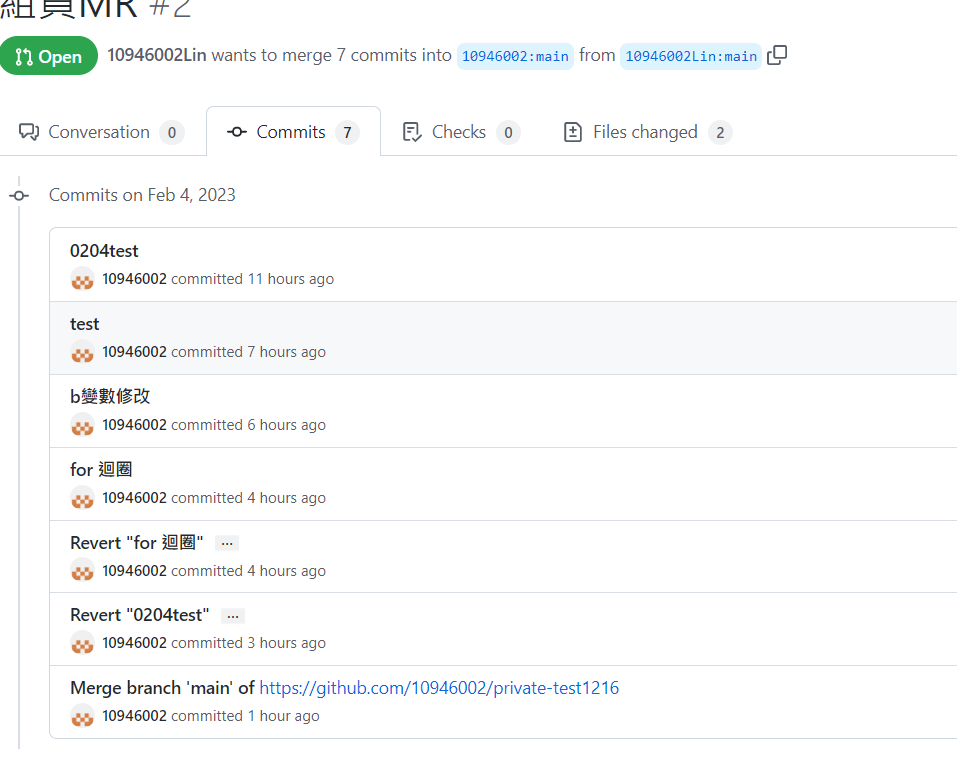 組員MR #2
Open 10946002Lin wants to merge 7 commits into 10946002:main from 10946002Lin:main
Conversation 0 Commits 7 Checks 0 Files changed 2
Commits on Feb 4, 2023
0204test
10946002 committed 11 hours ago
test
10946002 committed 7 hours ago
b變數修改
10946002 committed 6 hours ago
for 迴圈
10946002 committed 4 hours ago
Revert "for 迴圈" ...
10946002 committed 4 hours ago
Revert "0204test" ...
10946002 committed 3 hours ago
Merge branch 'main' of https://github.com/10946002/private-test1216
10946002 committed 1 hour ago